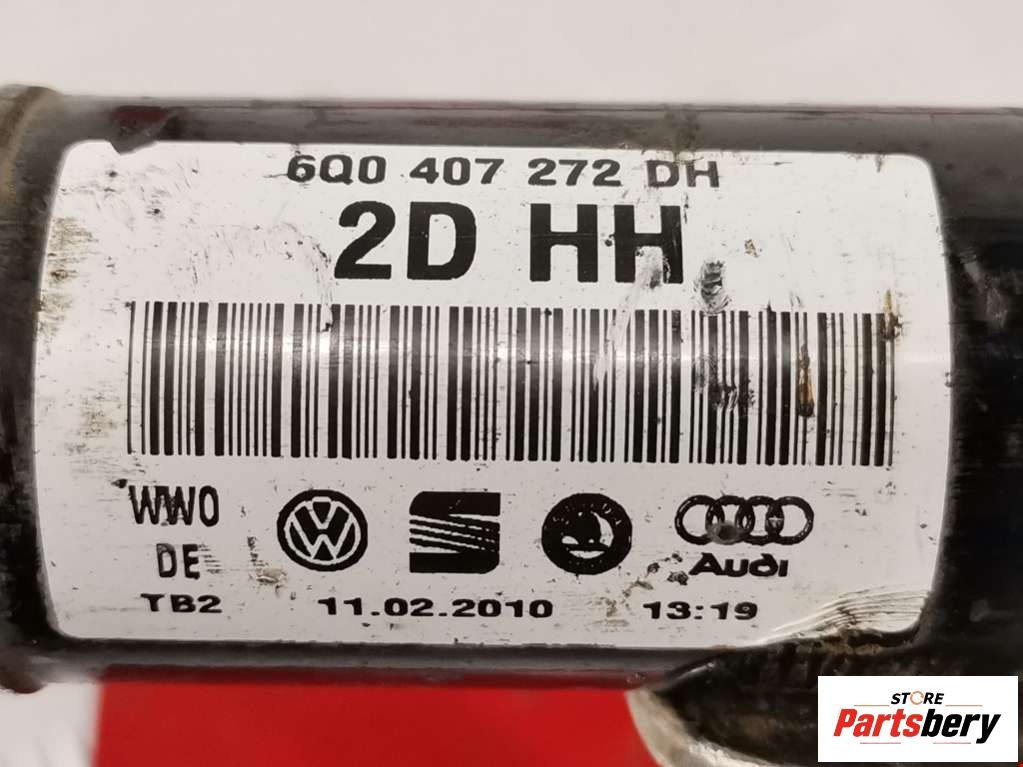 6Q0 407 272 DH
2D HH
WW0
DE
TB2
11.02.2010
13:19
Audi
STORE
Partsbery